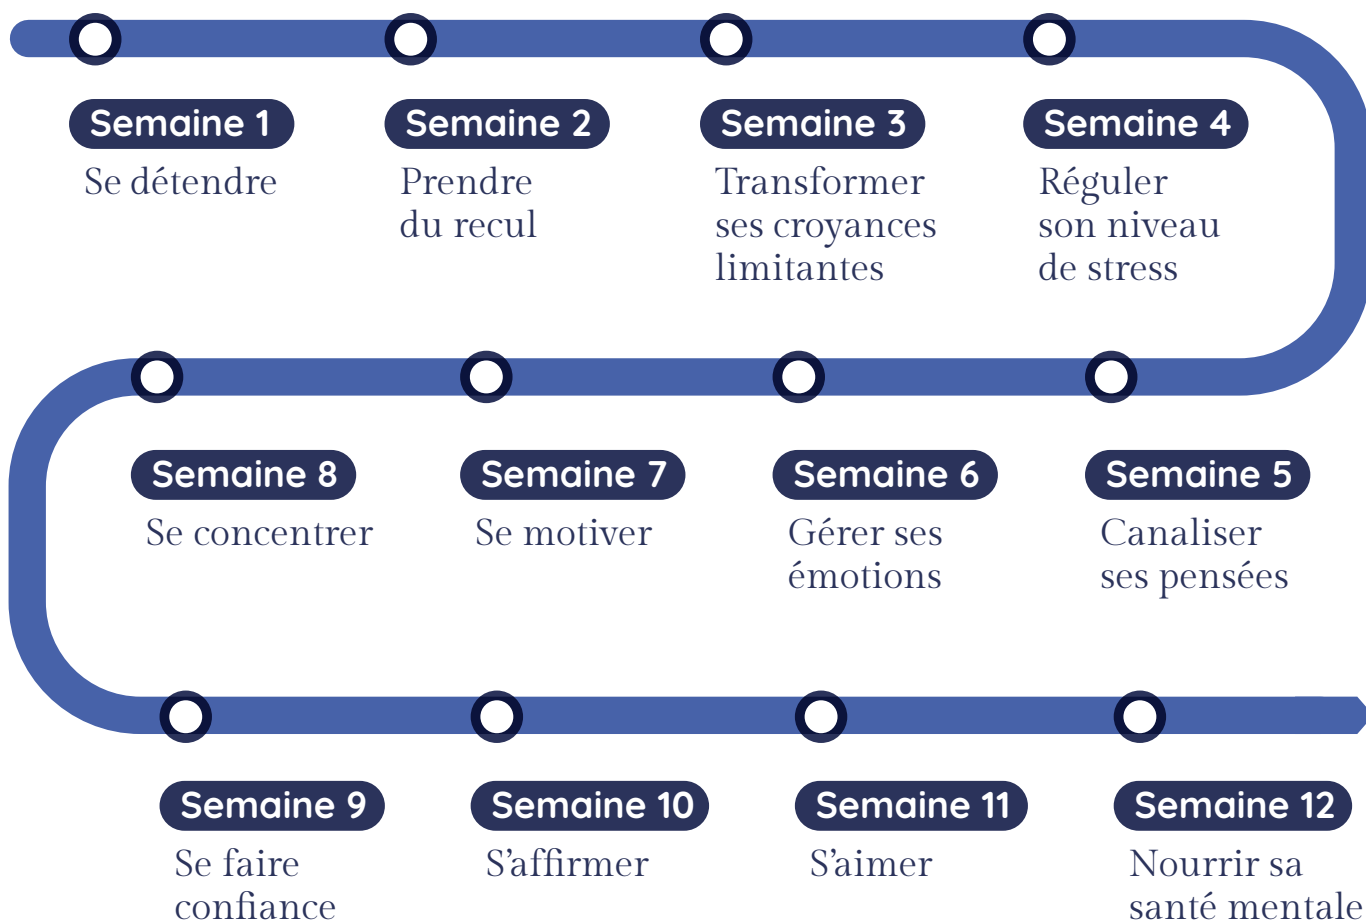 Semaine 1
Se détendre
Semaine 2
Prendre
du recul
Semaine 3
Transformer
ses croyances
limitantes
Semaine 4
Réguler
son niveau
de stress
Semaine 5
Canaliser
ses pensées
Semaine 6
Gérer ses
émotions
Semaine 7
Se motiver
Semaine 8
Se concentrer
Semaine 9
Se faire
confiance
Semaine 10
S’affirmer
Semaine 11
S’aimer
Semaine 12
Nourrir sa
santé mentale